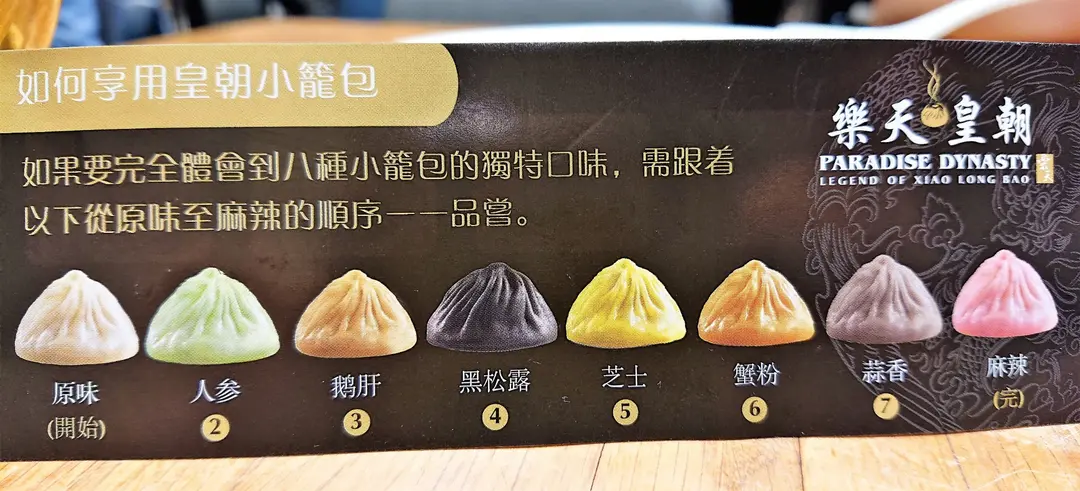 如何享用皇朝小籠包
樂天皇朝
PARADISE DYNASTY
LEGEND OF XIAO LONG BAO
如果要完全體會到八種小籠包的獨特口味，需跟着
以下從原味至麻辣的順序一一品嘗。
原味 人参 鹅肝 黑松露 芝士 蟹粉 蒜香 麻辣
(開始) 2 3 4 5 6 7 (完)